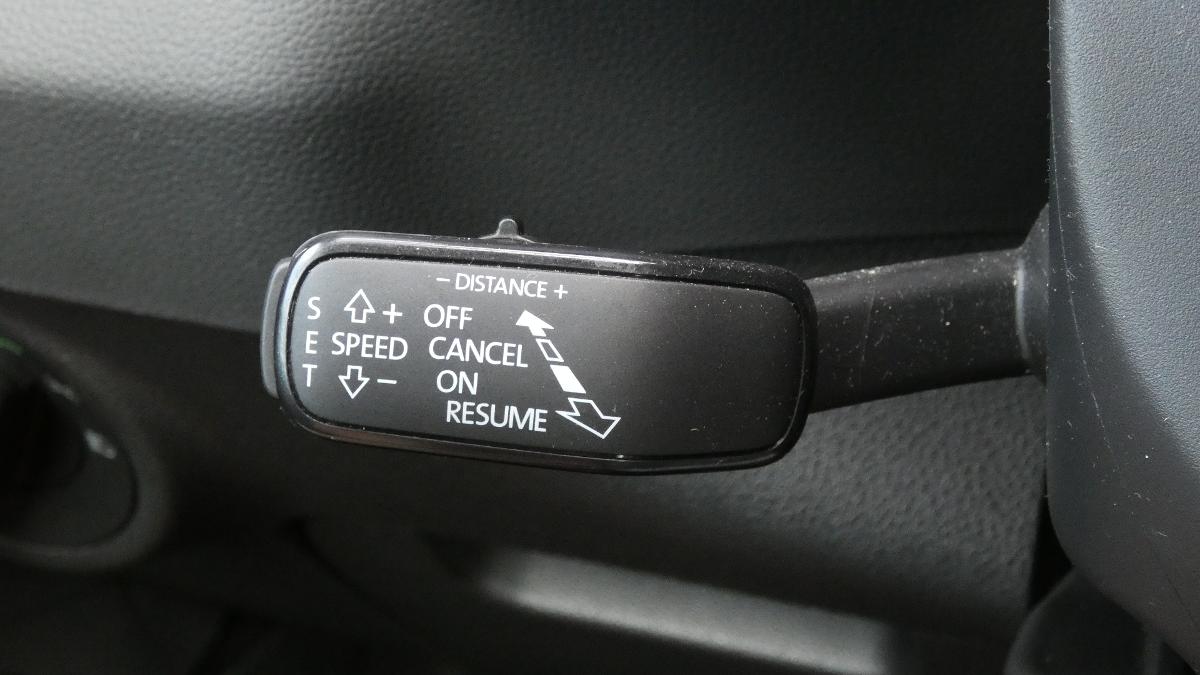 − DISTANCE +
S + OFF
E SPEED CANCEL
T − ON
RESUME